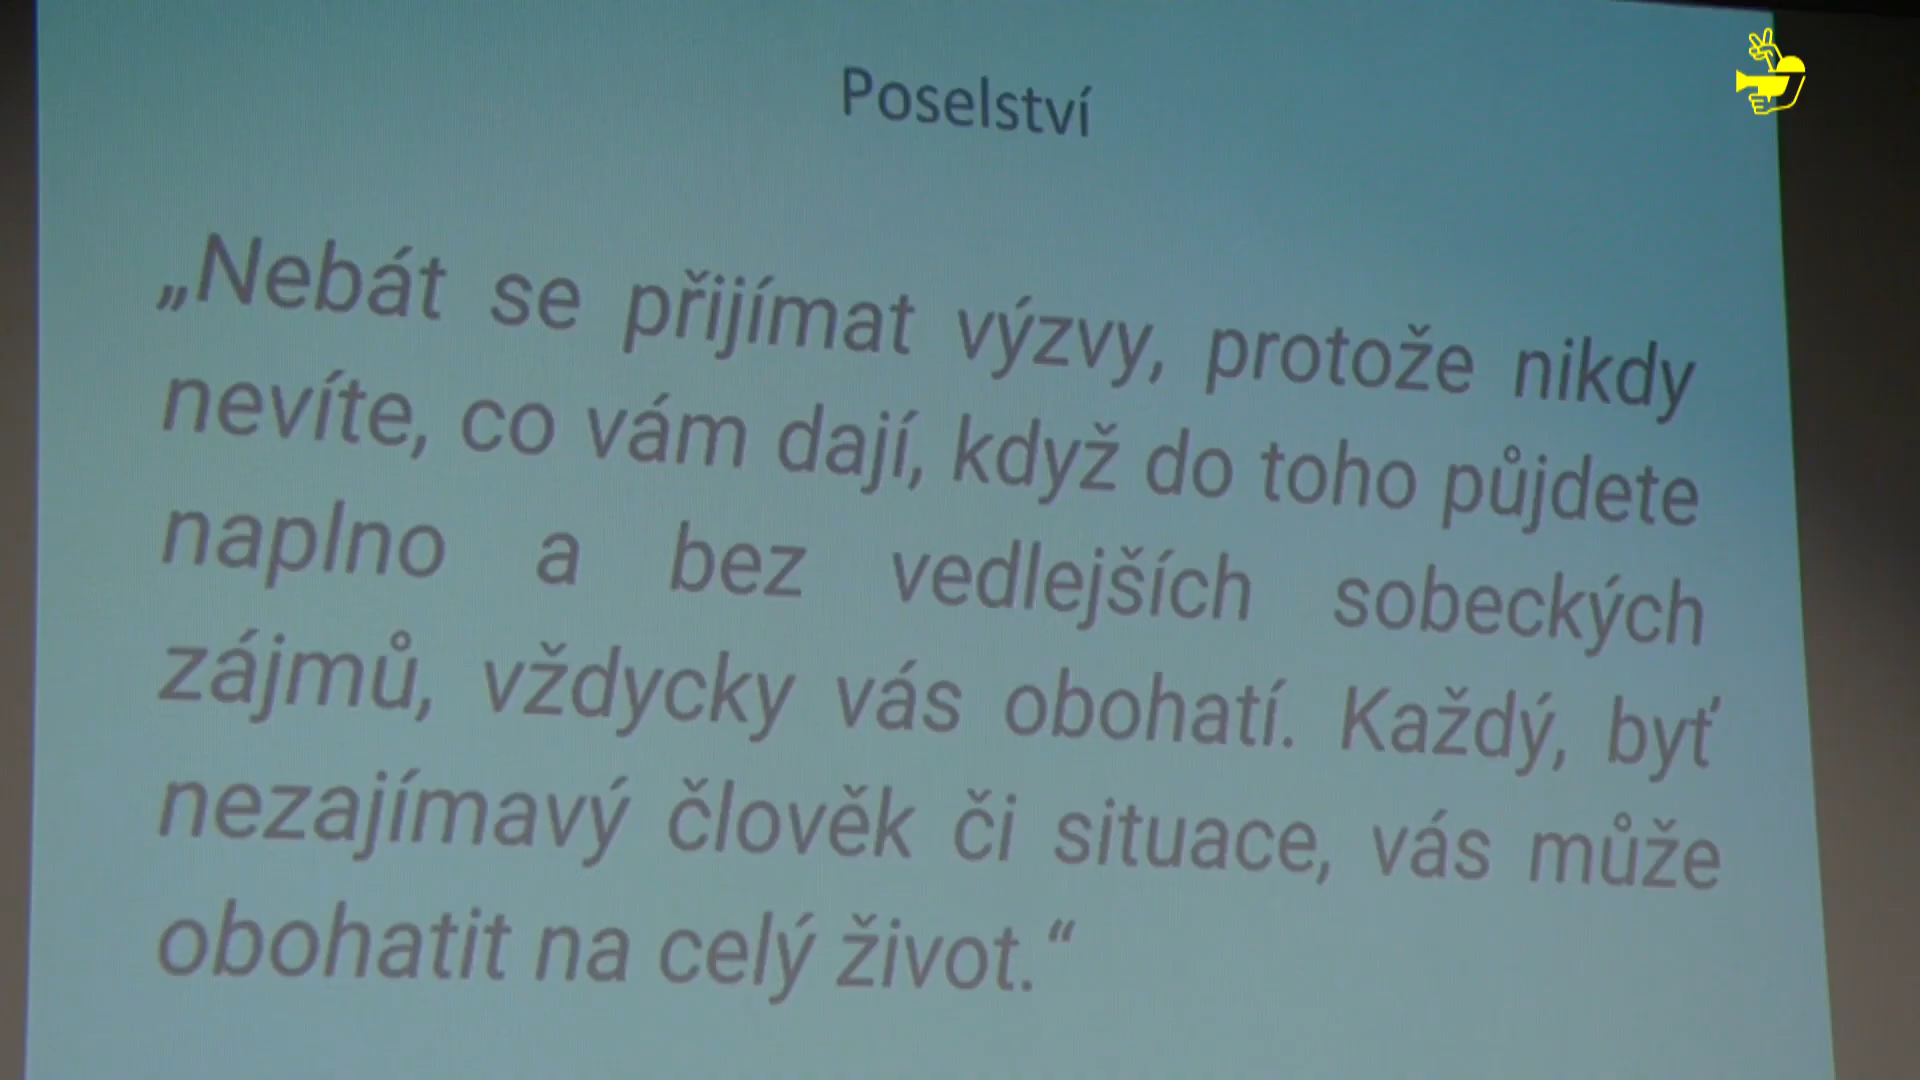 Poselství
„Nebát se přijímat výzvy, protože nikdy
nevíte, co vám dají, když do toho půjdete
naplno a bez vedlejších sobeckých
zájmů, vždycky vás obohatí. Každý, byť
nezajímavý člověk či situace, vás může
obohatit na celý život.“